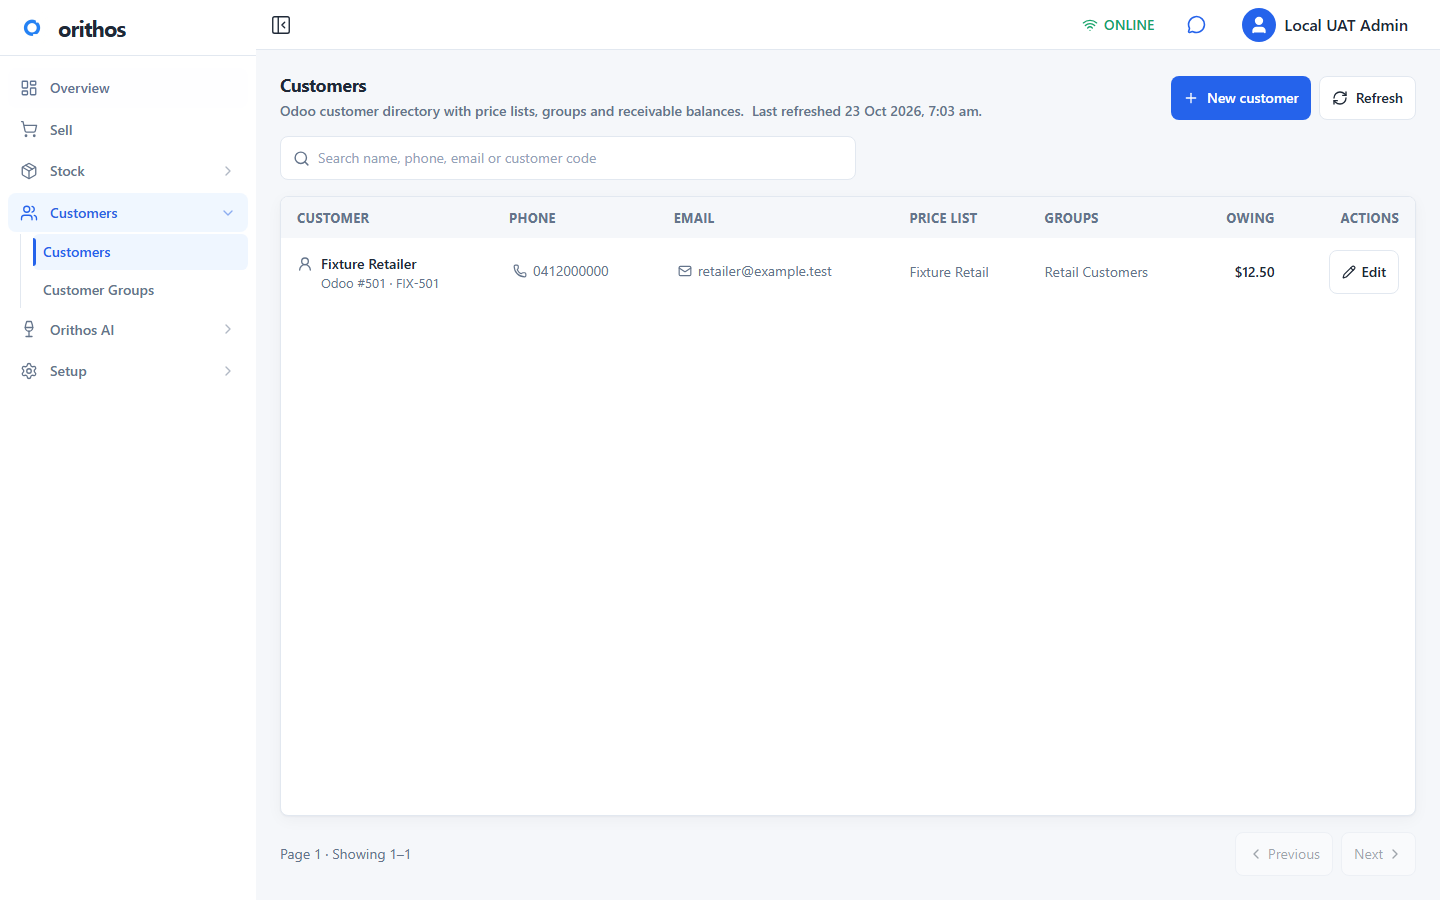 orithos
ONLINE
Local UAT Admin
Overview
Sell
Stock
Customers
Customers
Customer Groups
Orithos AI
Setup
Customers
Odoo customer directory with price lists, groups and receivable balances. Last refreshed 23 Oct 2026, 7:03 am.
New customer
Refresh
Search name, phone, email or customer code
CUSTOMER PHONE EMAIL PRICE LIST GROUPS OWING ACTIONS
Fixture Retailer 0412000000 retailer@example.test Fixture Retail Retail Customers $12.50 Edit
Odoo #501 · FIX-501
Page 1 · Showing 1–1
Previous
Next